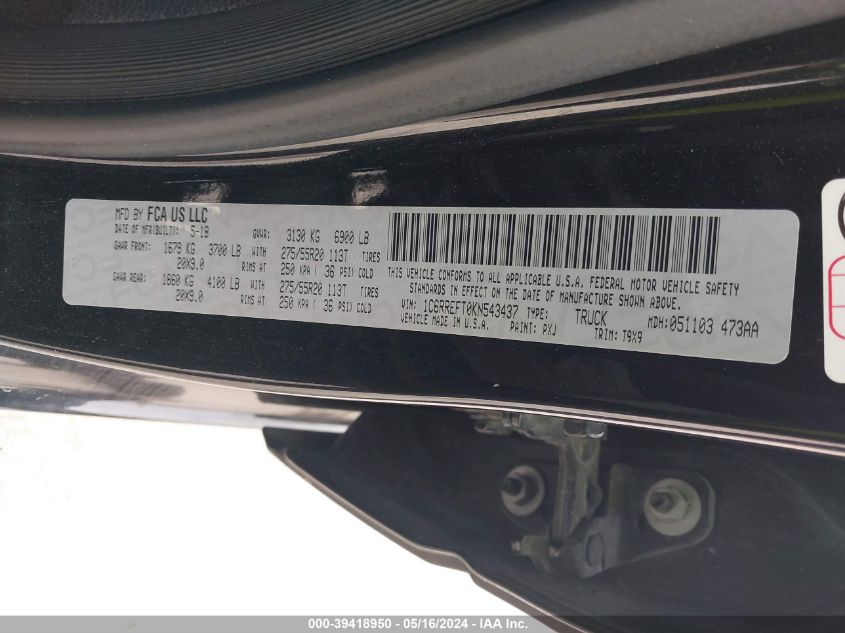 MFD BY FCA US LLC
DATE OF MFR(BUILT): 5-18 GVWR: 3130 KG 6900 LB
GAWR FRONT: 1679 KG 3700 LB WITH 275/55R20 113T TIRES
20X9.0 RIMS AT 250 KPA ( 36 PSI) COLD
GAWR REAR: 1860 KG 4100 LB WITH 275/55R20 113T TIRES
20X9.0 RIMS AT 250 KPA ( 36 PSI) COLD
THIS VEHICLE CONFORMS TO ALL APPLICABLE U.S.A. FEDERAL MOTOR VEHICLE SAFETY
STANDARDS IN EFFECT ON THE DATE OF MANUFACTURE SHOWN ABOVE.
VIN: 1C6RREFT0KN543437 TYPE: TRUCK MDH:051103 473AA
VEHICLE MADE IN U.S.A. PAINT: PXJ TRIM: T9X9
000-39418950 - 05/16/2024 - IAA Inc.